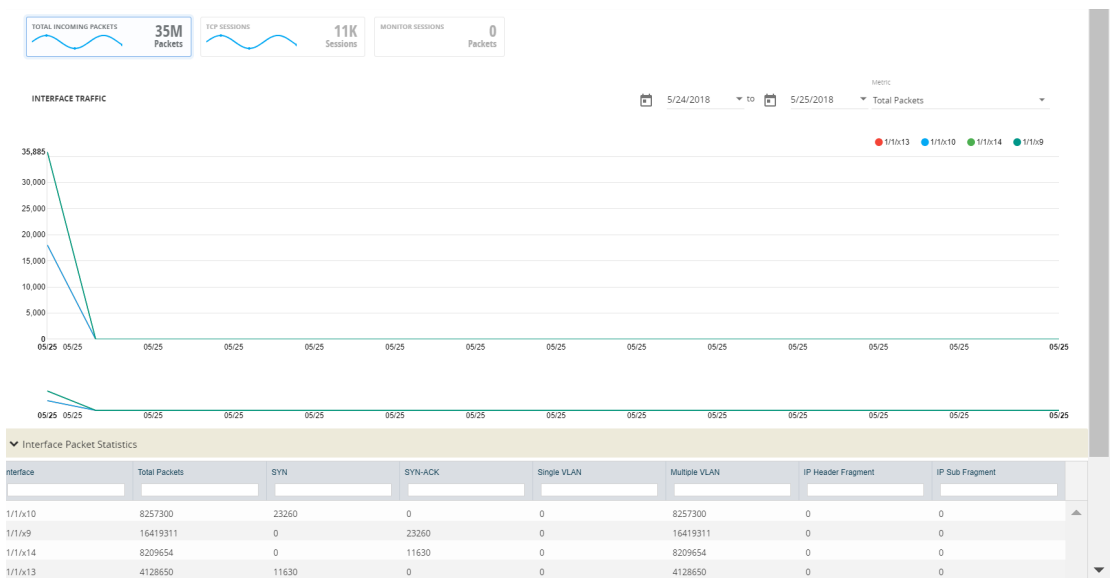 TOTAL INCOMING PACKETS 35M Packets
TCP SESSIONS 11K Sessions
MONITOR SESSIONS 0 Packets
Metric
INTERFACE TRAFFIC 5/24/2018 to 5/25/2018 Total Packets
1/1/x13 1/1/x10 1/1/x14 1/1/x9
35,885
30,000
25,000
20,000
15,000
10,000
5,000
0
05/25 05/25 05/25 05/25 05/25 05/25 05/25 05/25 05/25 05/25 05/25 05/25 05/25 05/25
05/25 05/25 05/25 05/25 05/25 05/25 05/25 05/25 05/25 05/25 05/25 05/25 05/25 05/25
Interface Packet Statistics
nterface Total Packets SYN SYN-ACK Single VLAN Multiple VLAN IP Header Fragment IP Sub Fragment
1/1/x10 8257300 23260 0 0 8257300 0 0
1/1/x9 16419311 0 23260 0 16419311 0 0
1/1/x14 8209654 0 11630 0 8209654 0 0
1/1/x13 4128650 11630 0 0 4128650 0 0